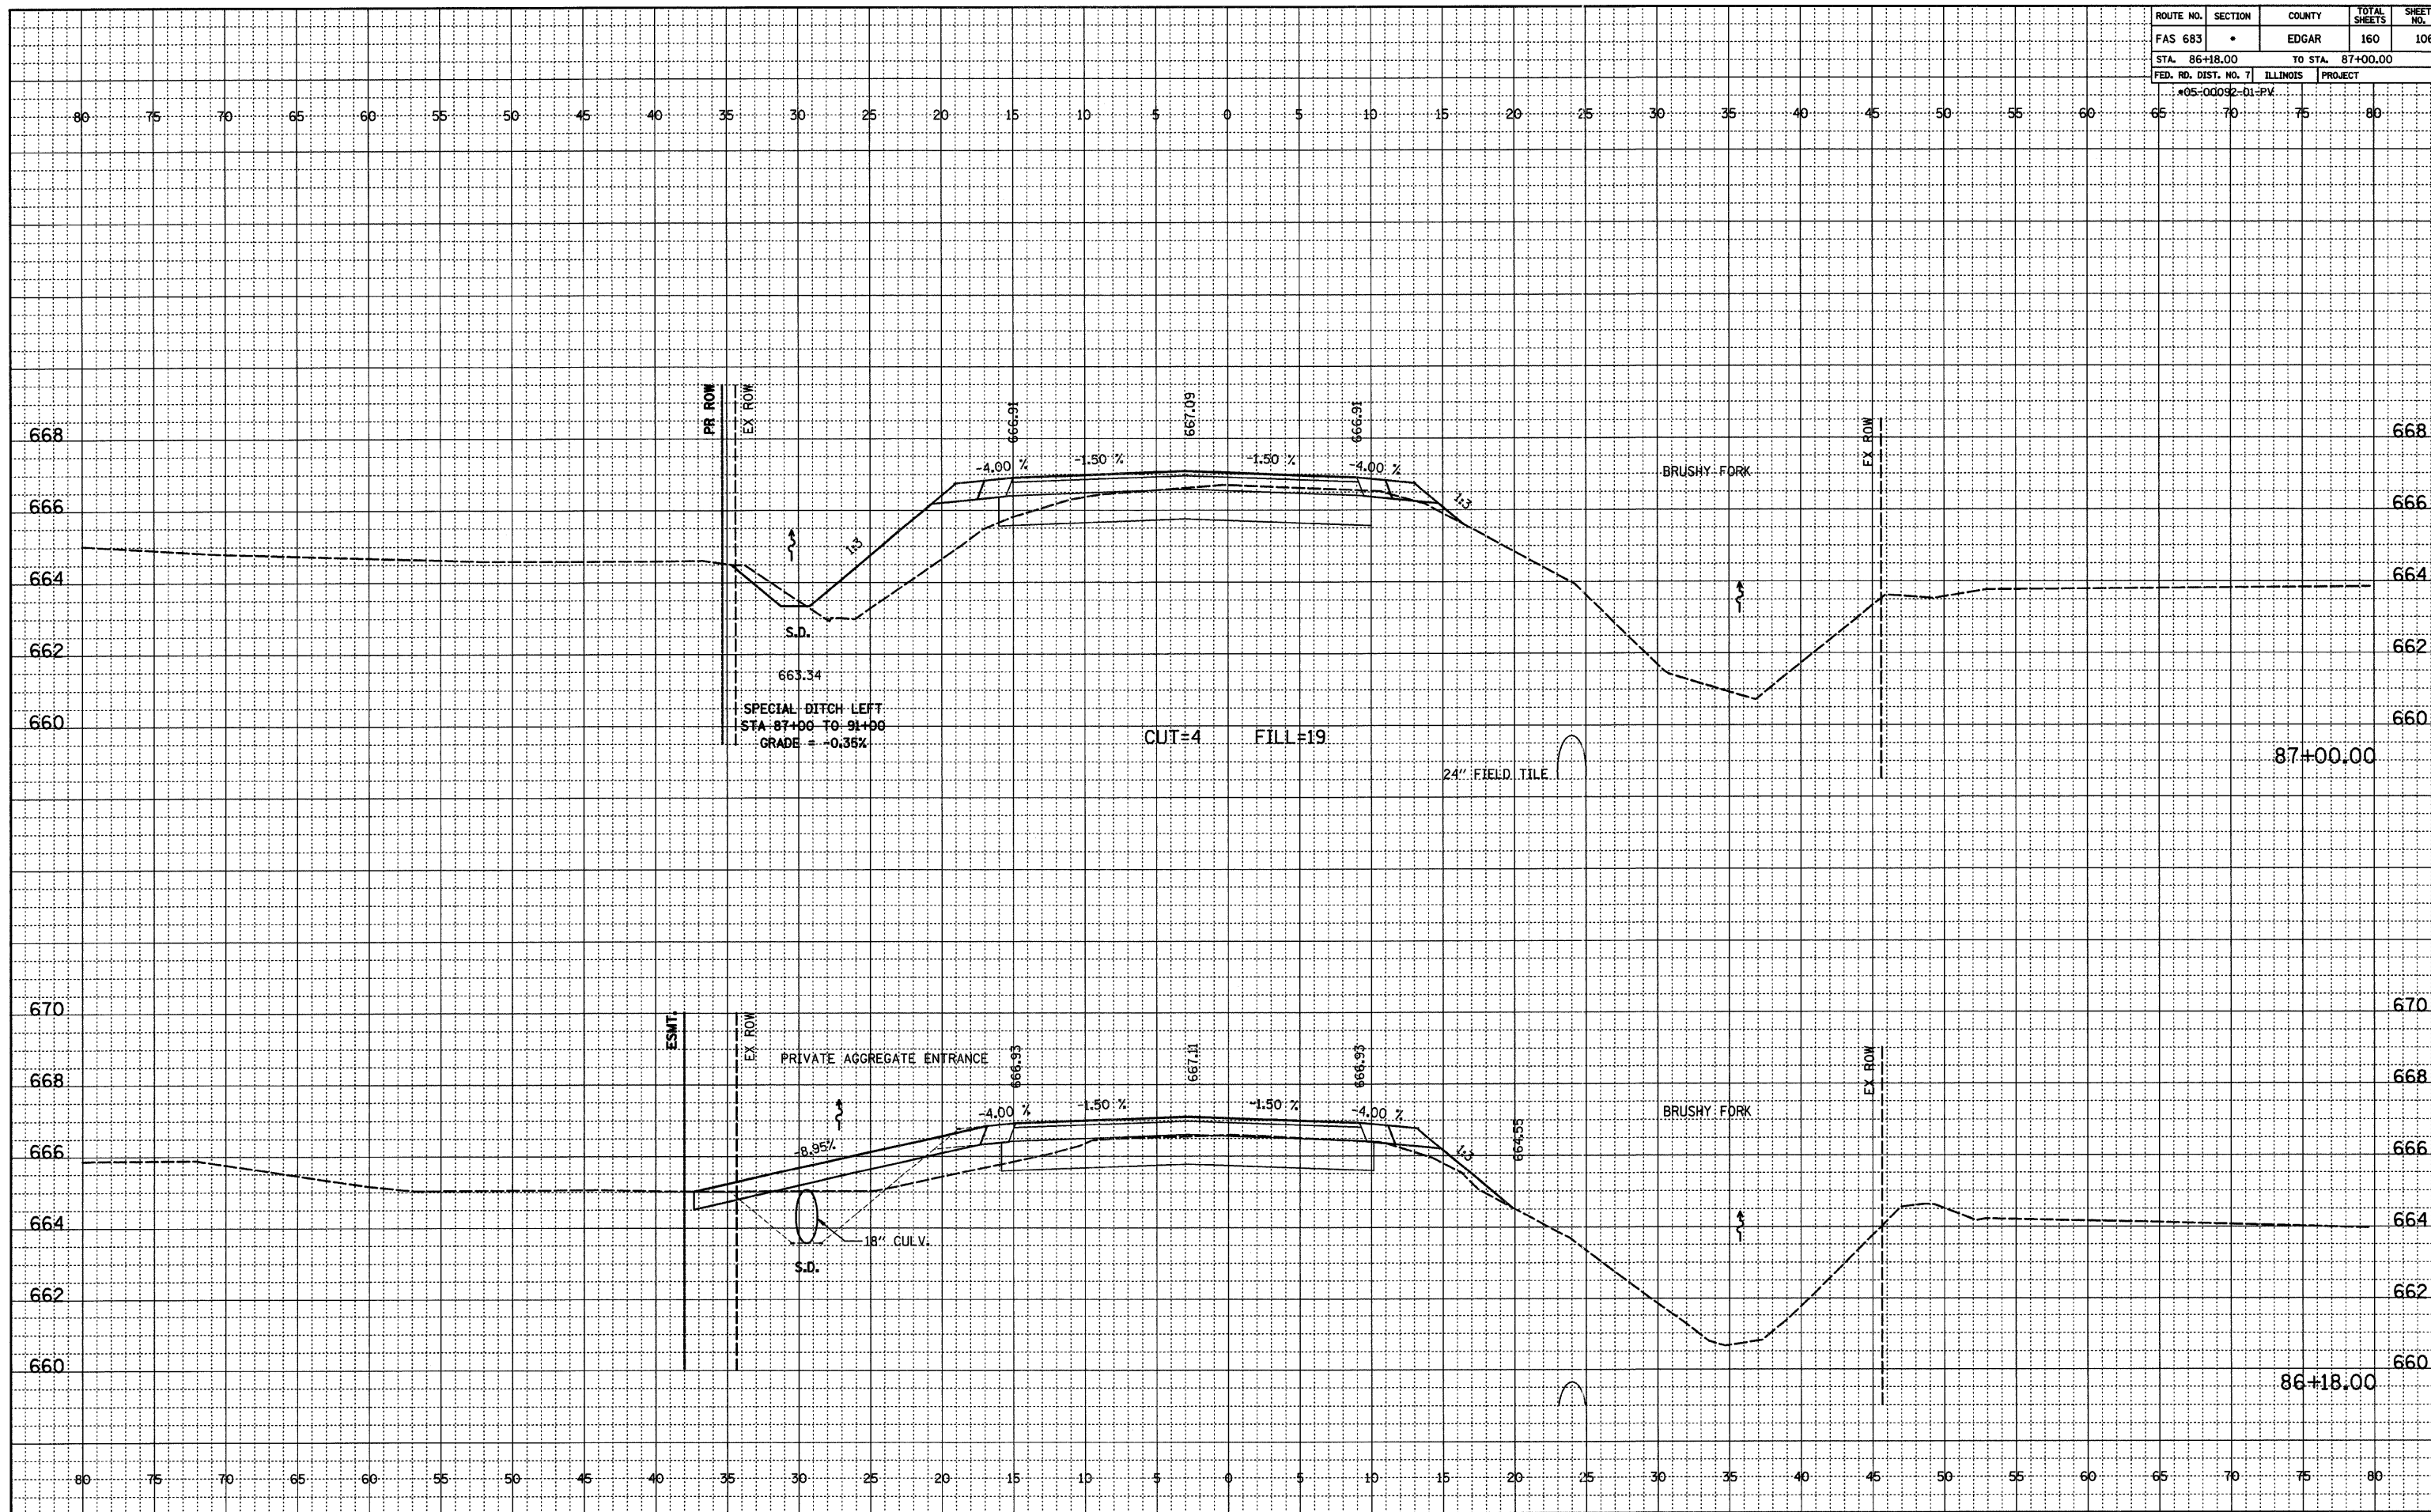 ROUTE NO. SECTION COUNTY TOTAL SHEETS SHEET NO.
FAS 683 * EDGAR 160 106
STA. 86+18.00 TO STA. 87+00.00
FED. RD. DIST. NO. 7 ILLINOIS PROJECT
*05-00092-01-PV
80 75 70 65 60 55 50 45 40 35 30 25 20 15 10 5 0 5 10 15 20 25 30 35 40 45 50 55 60 65 70 75 80
PR ROW
EX ROW
666.91
667.09
666.91
EX ROW
668 668
-4.00 % -1.50 % -1.50 % -4.00 %
BRUSHY FORK
666 666
1:3
1:3
664 664
S.D.
662 662
663.34
SPECIAL DITCH LEFT
STA 87+00 TO 91+00
GRADE = -0.35%
660 660
CUT=4 FILL=19
87+00.00
24" FIELD TILE
670 670
ESMT.
EX ROW
PRIVATE AGGREGATE ENTRANCE
666.93
667.11
666.93
EX ROW
668 668
-4.00 % -1.50 % -1.50 % -4.00 %
BRUSHY FORK
664.55
-8.95%
1:3
666 666
664 664
18" CULV.
S.D.
662 662
660 660
86+18.00
80 75 70 65 60 55 50 45 40 35 30 25 20 15 10 5 0 5 10 15 20 25 30 35 40 45 50 55 60 65 70 75 80